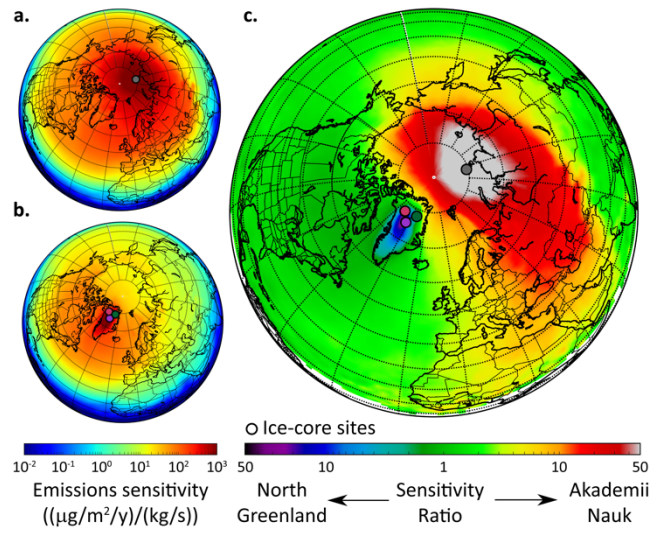 a.
b.
c.
Ice-core sites
10⁻² 10⁻¹ 10⁰ 10¹ 10² 10³
Emissions sensitivity
((µg/m²/y)/(kg/s))
50 10 1 10 50
North Greenland
Sensitivity Ratio
Akademii Nauk